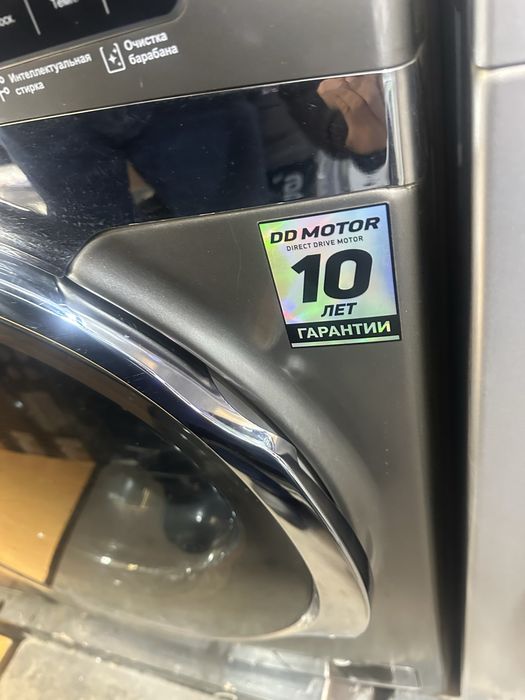 Интеллектуальная
стирка
Очистка
барабана
DD MOTOR
DIRECT DRIVE MOTOR
10
ЛЕТ
ГАРАНТИИ